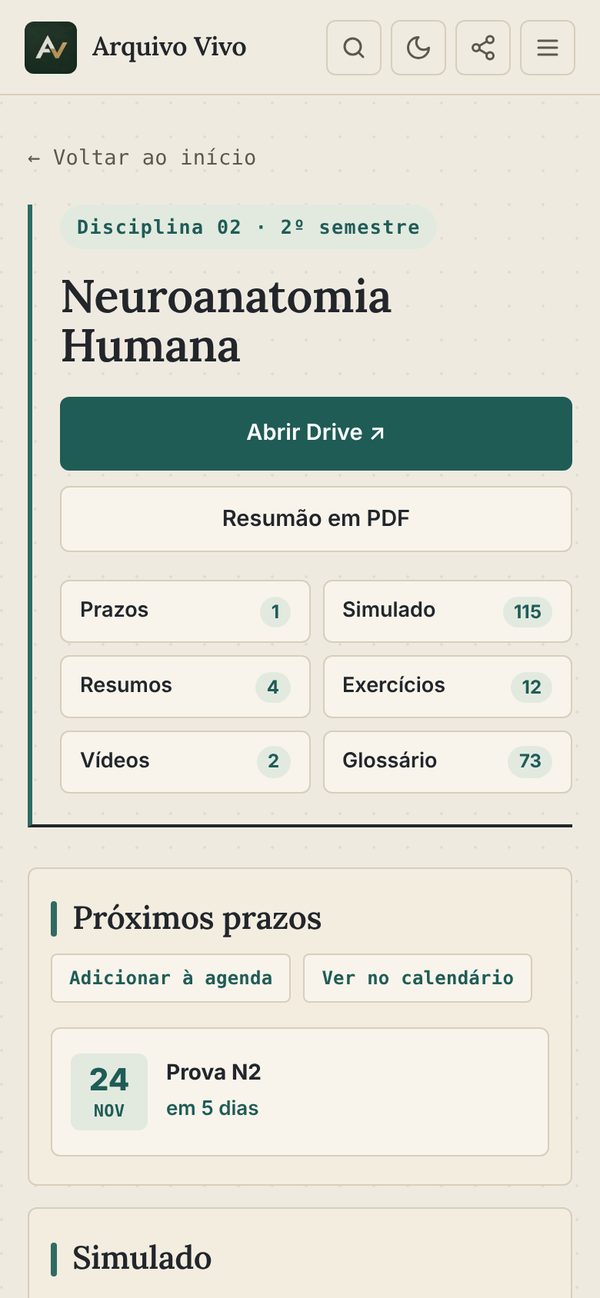 AV Arquivo Vivo
← Voltar ao início
Disciplina 02 · 2º semestre
Neuroanatomia
Humana
Abrir Drive ↗
Resumão em PDF
Prazos 1
Simulado 115
Resumos 4
Exercícios 12
Vídeos 2
Glossário 73
Próximos prazos
Adicionar à agenda
Ver no calendário
24
NOV
Prova N2
em 5 dias
Simulado